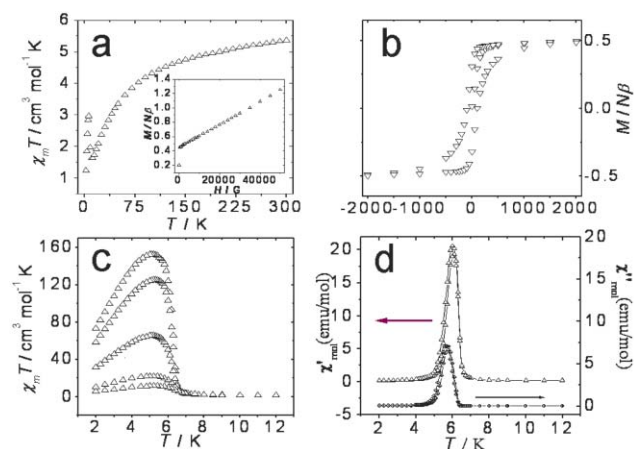 a
χₘT / cm³ mol⁻¹ K
6
5
4
3
2
1
0
0 75 150 225 300
T / K
M / Nβ
1.4
1.2
1.0
0.8
0.6
0.4
0.2
20000 40000
H / G
b
0.5
0.0
-0.5
M / Nβ
-2000 -1000 0 1000 2000
c
χₘT / cm³ mol⁻¹ K
160
120
80
40
0
2 4 6 8 10 12
T / K
d
χ'mol(emu/mol)
20
15
10
5
0
-5
20
15
10
5
0
χ''mol(emu/mol)
2 4 6 8 10 12
T / K